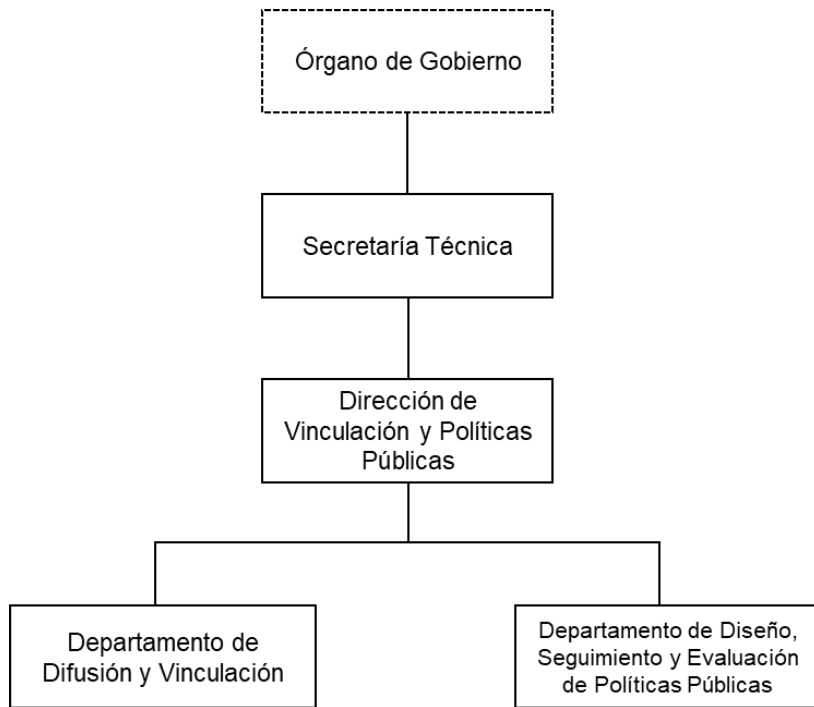 Órgano de Gobierno
Secretaría Técnica
Dirección de
Vinculación y Políticas
Públicas
Departamento de
Difusión y Vinculación
Departamento de Diseño,
Seguimiento y Evaluación
de Políticas Públicas